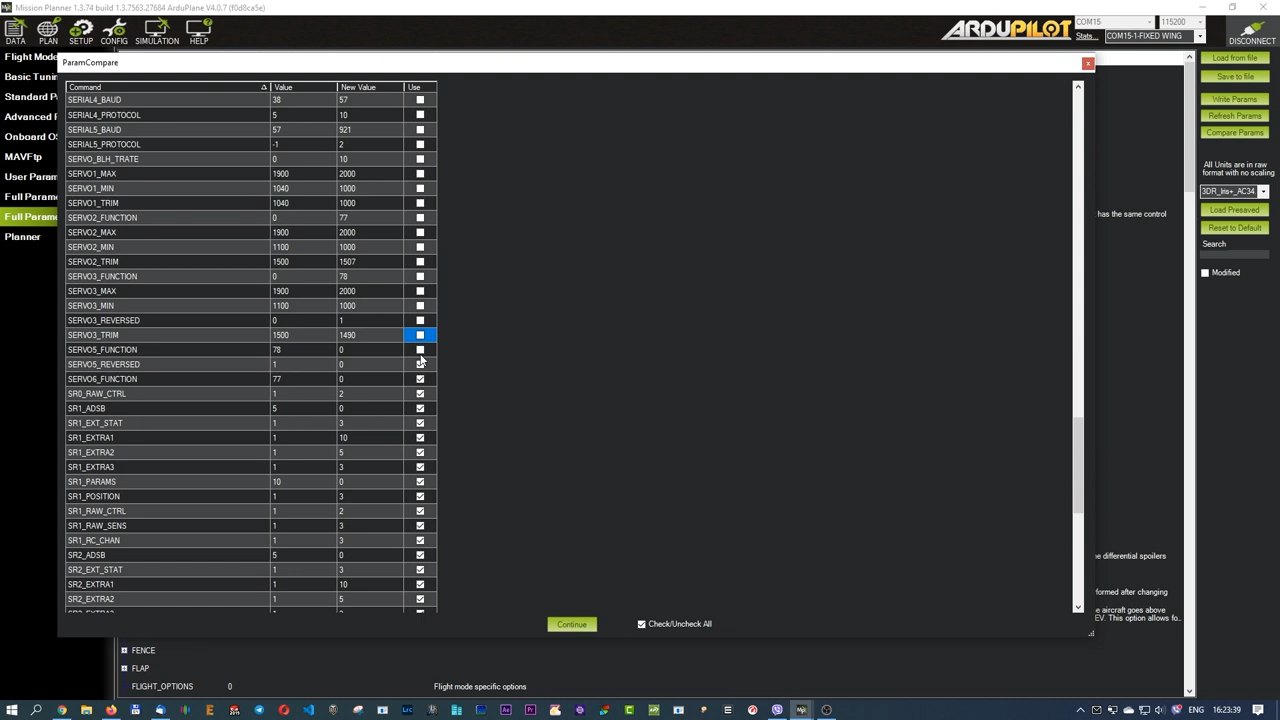 Mission Planner 1.3.74 build 1.3.7563.27684 ArduPlane V4.0.7 (f0d8ca5e)
DATA PLAN SETUP CONFIG SIMULATION HELP
ARDUPILOT
COM15 115200
Stats... COM15-1-FIXED WING
DISCONNECT
Flight Mode
Basic Tunin
Standard P
Advanced P
Onboard OS
MAVFtp
User Param
Full Parame
Full Parame
Planner
ParamCompare
Command Value New Value Use
SERIAL4_BAUD 38 57
SERIAL4_PROTOCOL 5 10
SERIAL5_BAUD 57 921
SERIAL5_PROTOCOL -1 2
SERVO_BLH_TRATE 0 10
SERVO1_MAX 1900 2000
SERVO1_MIN 1040 1000
SERVO1_TRIM 1040 1000
SERVO2_FUNCTION 0 77
SERVO2_MAX 1900 2000
SERVO2_MIN 1100 1000
SERVO2_TRIM 1500 1507
SERVO3_FUNCTION 0 78
SERVO3_MAX 1900 2000
SERVO3_MIN 1100 1000
SERVO3_REVERSED 0 1
SERVO3_TRIM 1500 1490
SERVO5_FUNCTION 78 0
SERVO5_REVERSED 1 0
SERVO6_FUNCTION 77 0
SR0_RAW_CTRL 1 2
SR1_ADSB 5 0
SR1_EXT_STAT 1 3
SR1_EXTRA1 1 10
SR1_EXTRA2 1 5
SR1_EXTRA3 1 3
SR1_PARAMS 10 0
SR1_POSITION 1 3
SR1_RAW_CTRL 1 2
SR1_RAW_SENS 1 3
SR1_RC_CHAN 1 3
SR2_ADSB 5 0
SR2_EXT_STAT 1 3
SR2_EXTRA1 1 10
SR2_EXTRA2 1 5
Continue
Check/Uncheck All
Load from file
Save to file
Write Params
Refresh Params
Compare Params
All Units are in raw
format with no scaling
3DR_Iris+_AC34.
Load Presaved
Reset to Default
Search
Modified
has the same control
e differential spoilers
formed after changing
e aircraft goes above
EV. This option allows fo..
FENCE
FLAP
FLIGHT_OPTIONS 0 Flight mode specific options
ENG 16:23:39